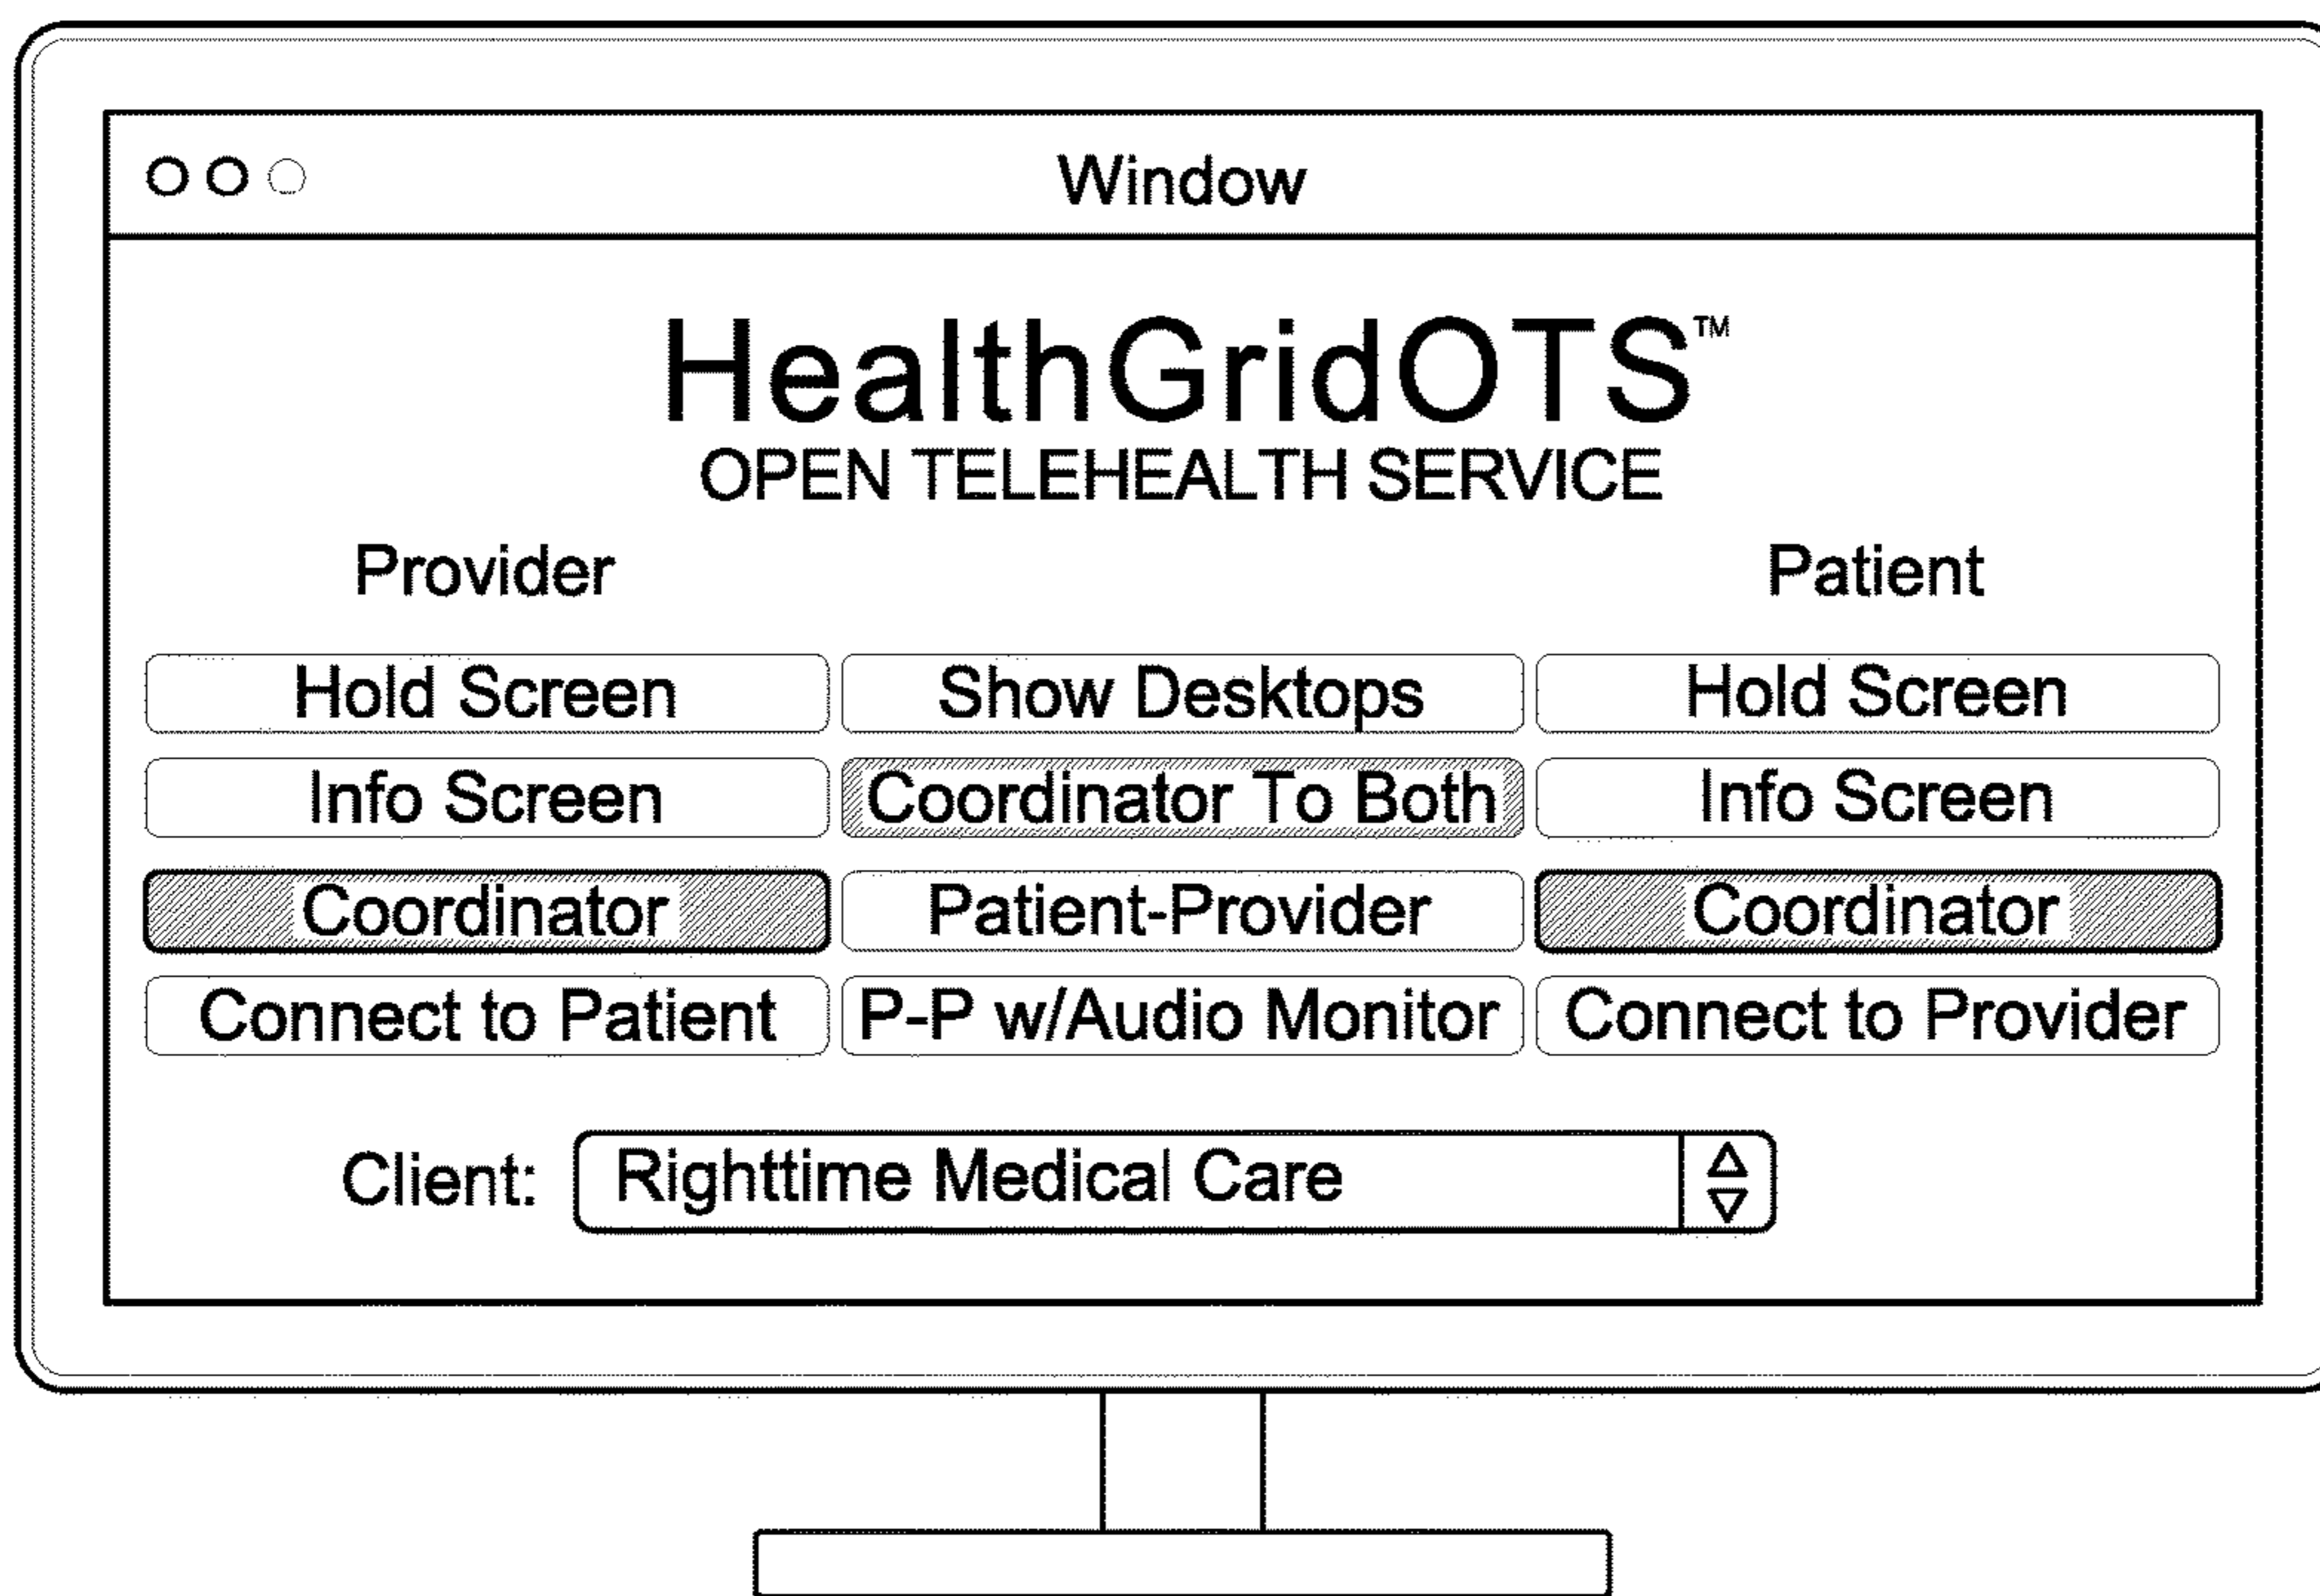 Window
HealthGridOTS™
OPEN TELEHEALTH SERVICE
Provider Patient
Hold Screen Show Desktops Hold Screen
Info Screen Coordinator To Both Info Screen
Coordinator Patient-Provider Coordinator
Connect to Patient P-P w/Audio Monitor Connect to Provider
Client: Righttime Medical Care